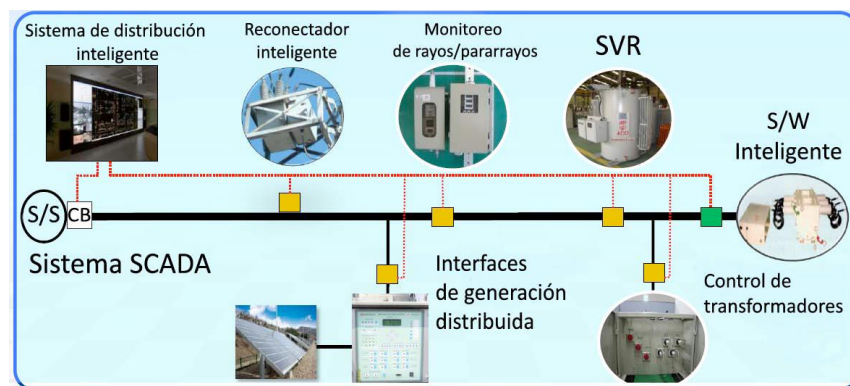 Sistema de distribución
inteligente
Reconectador
inteligente
Monitoreo
de rayos/pararrayos
SVR
S/W
Inteligente
S/S
CB
Sistema SCADA
Interfaces
de generación
distribuida
Control de
transformadores